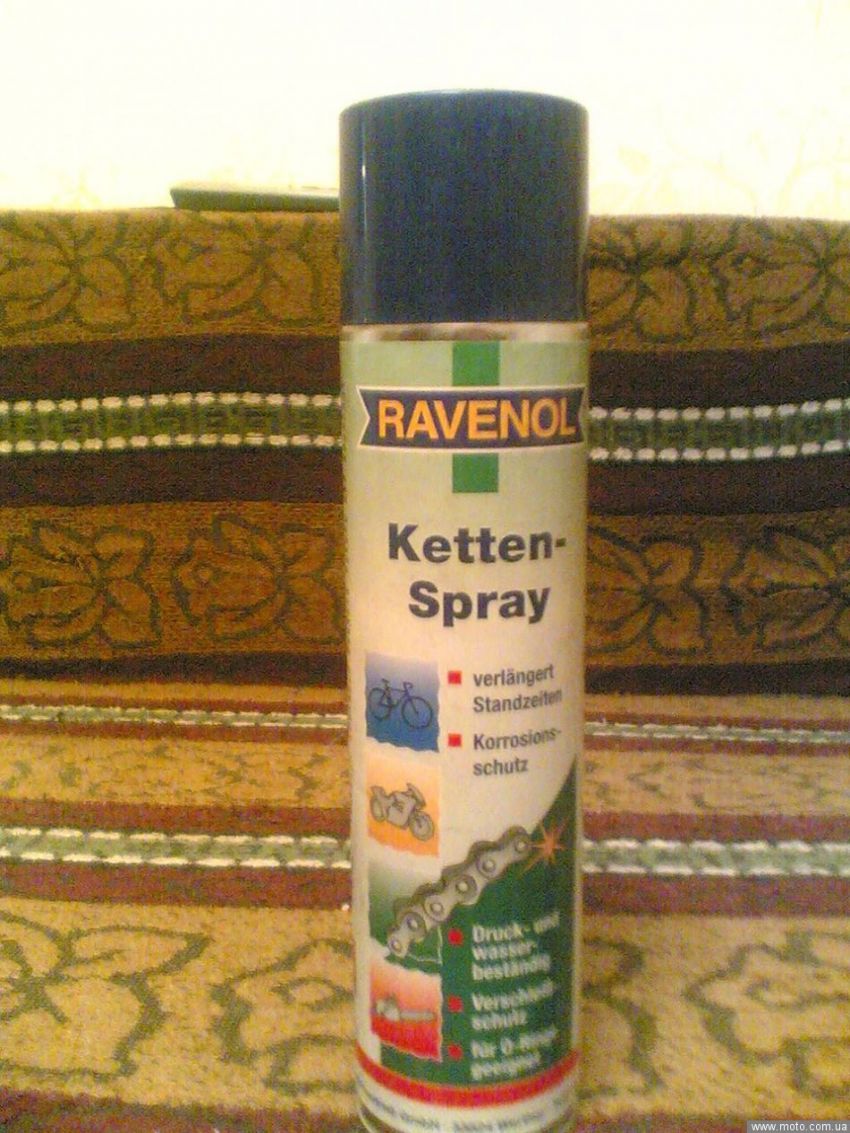 RAVENOL
Ketten-
Spray
verlängert
Standzeiten
Korrosions-
schutz
Druck- und
wasser-
beständig
Verschleiß-
schutz
für O-Ringe
geeignet
www.moto.com.ua